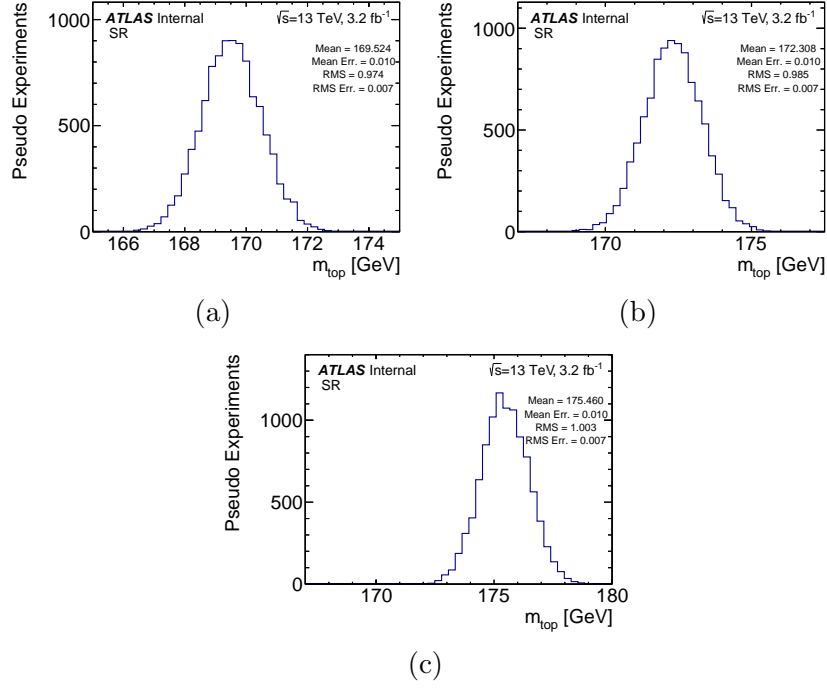 ATLAS Internal
SR
√s=13 TeV, 3.2 fb⁻¹
Mean = 169.524
Mean Err. = 0.010
RMS = 0.974
RMS Err. = 0.007
Pseudo Experiments
1000
500
0
166 168 170 172 174
m_top [GeV]
(a)
ATLAS Internal
SR
√s=13 TeV, 3.2 fb⁻¹
Mean = 172.308
Mean Err. = 0.010
RMS = 0.985
RMS Err. = 0.007
Pseudo Experiments
1000
500
0
170 175
m_top [GeV]
(b)
ATLAS Internal
SR
√s=13 TeV, 3.2 fb⁻¹
Mean = 175.460
Mean Err. = 0.010
RMS = 1.003
RMS Err. = 0.007
Pseudo Experiments
1000
500
0
170 175 180
m_top [GeV]
(c)